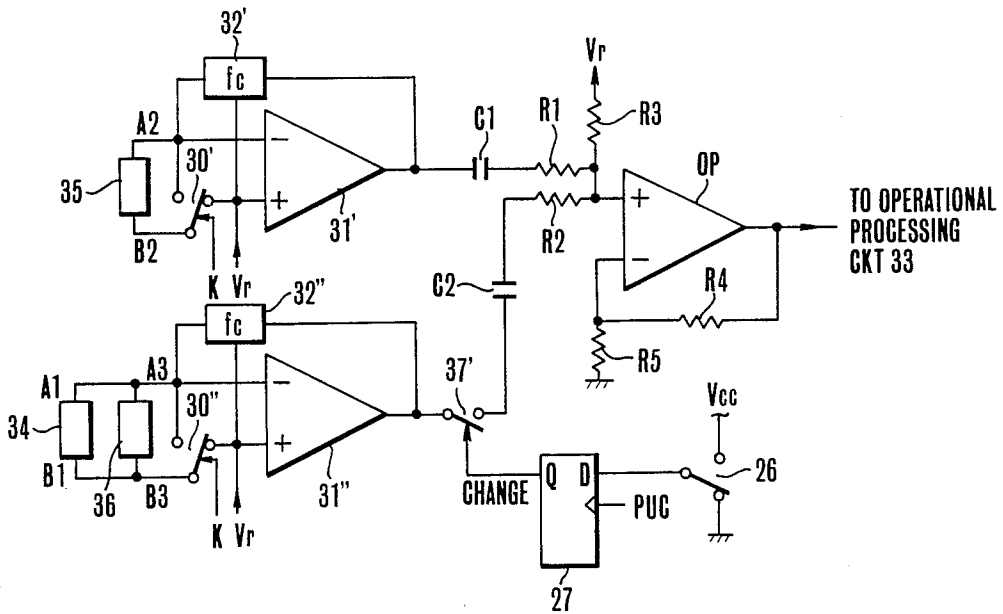 32'
fc
A2
30'
35
B2
31'
K Vr
C1
R1
Vr
R3
R2
OP
TO OPERATIONAL
PROCESSING
CKT 33
C2
R4
R5
32"
fc
A1
A3
30"
34
B1
36
B3
31"
K Vr
37'
CHANGE
Q D
27
PUC
Vcc
26
− +
− +
+ −